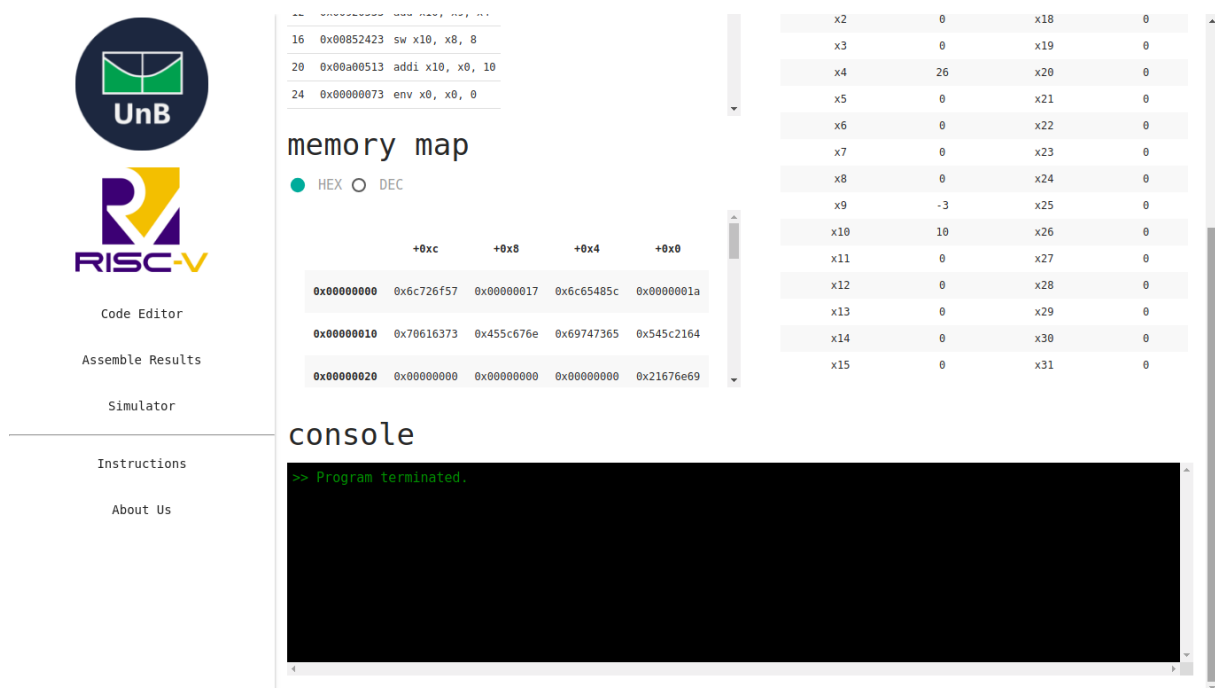 UnB
RISC-V
Code Editor
Assemble Results
Simulator
Instructions
About Us
16 0x00852423 sw x10, x8, 8
20 0x00a00513 addi x10, x0, 10
24 0x00000073 env x0, x0, 0
memory map
HEX DEC
+0xc +0x8 +0x4 +0x0
0x00000000 0x6c726f57 0x00000017 0x6c65485c 0x0000001a
0x00000010 0x70616373 0x455c676e 0x69747365 0x545c2164
0x00000020 0x00000000 0x00000000 0x00000000 0x21676e69
x2 0 x18 0
x3 0 x19 0
x4 26 x20 0
x5 0 x21 0
x6 0 x22 0
x7 0 x23 0
x8 0 x24 0
x9 -3 x25 0
x10 10 x26 0
x11 0 x27 0
x12 0 x28 0
x13 0 x29 0
x14 0 x30 0
x15 0 x31 0
console
>> Program terminated.